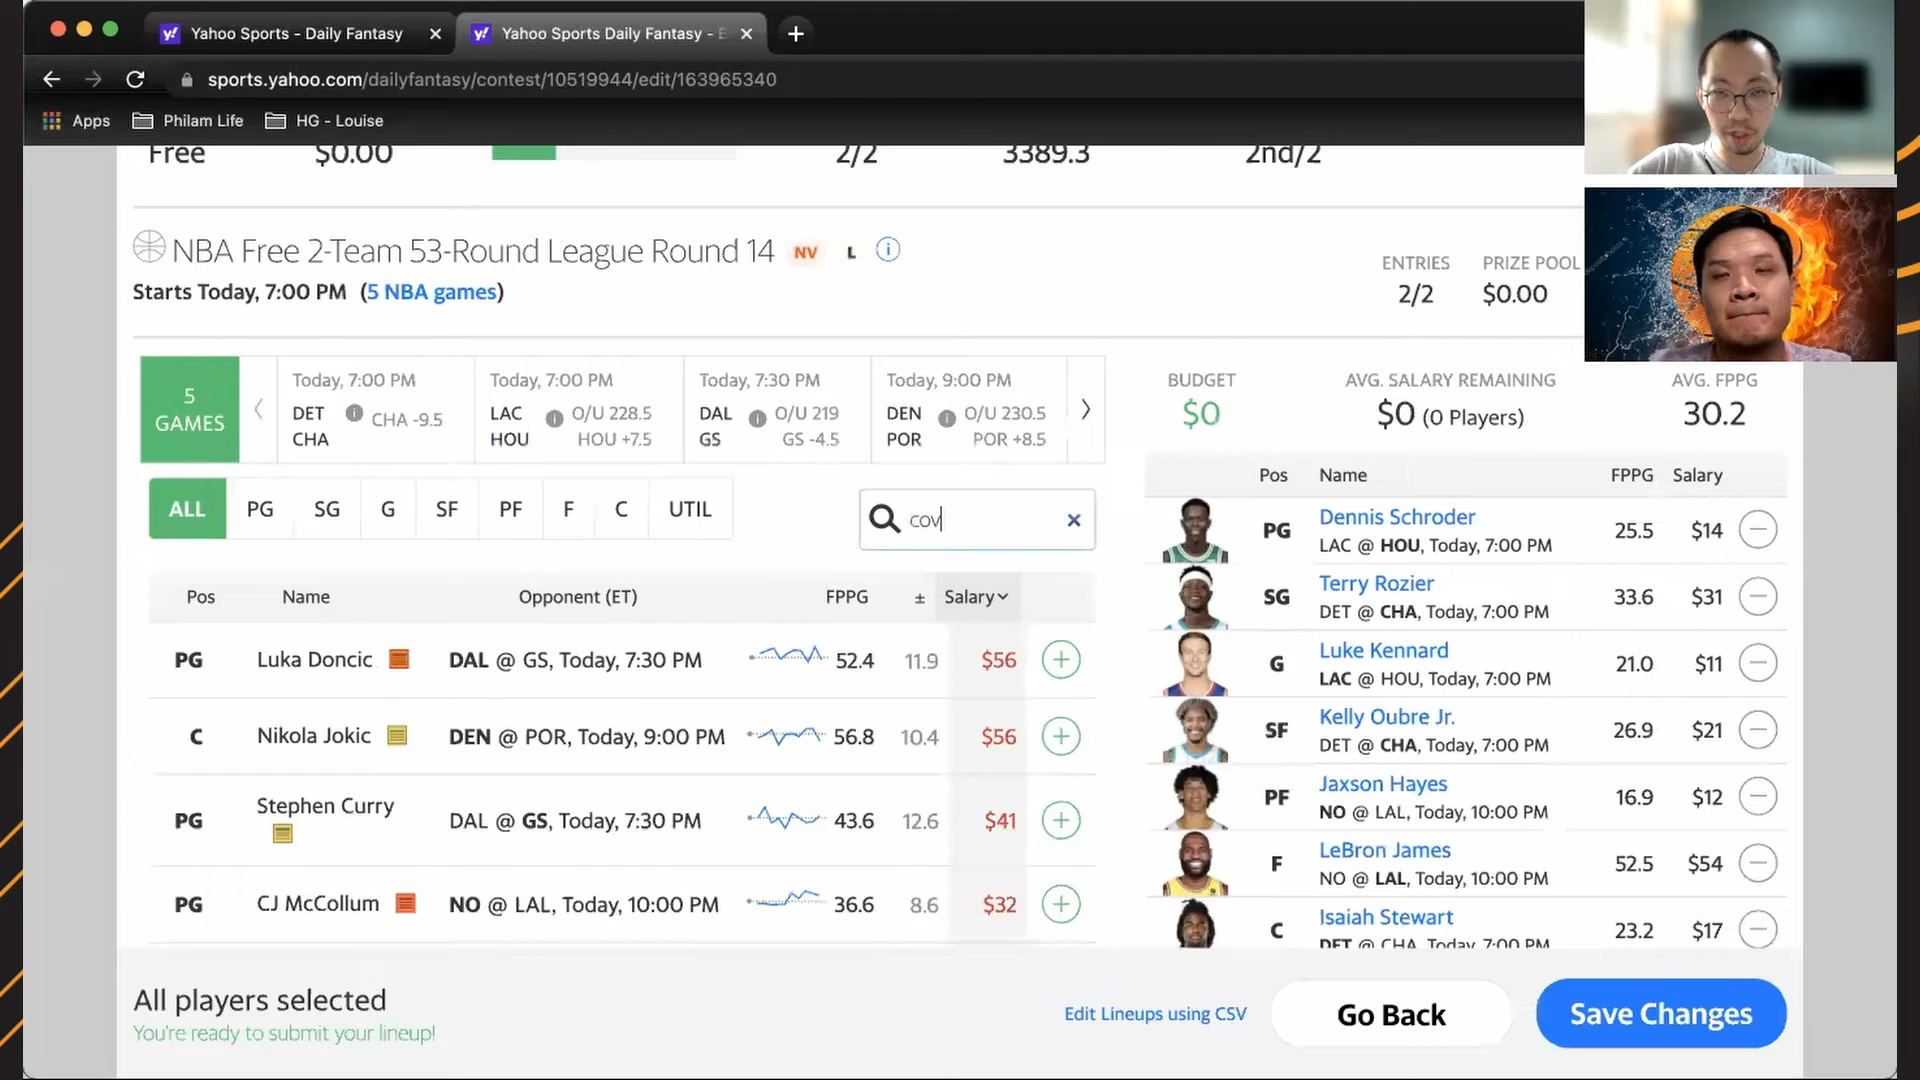 Yahoo Sports - Daily Fantasy
Yahoo Sports Daily Fantasy - E
sports.yahoo.com/dailyfantasy/contest/10519944/edit/163965340
Apps Philam Life HG - Louise
Free $0.00 2/2 3389.3 2nd/2
NBA Free 2-Team 53-Round League Round 14 NV L i
Starts Today, 7:00 PM (5 NBA games)
ENTRIES PRIZE POOL
2/2 $0.00
5 GAMES
Today, 7:00 PM
DET CHA -9.5
CHA
Today, 7:00 PM
LAC O/U 228.5
HOU HOU +7.5
Today, 7:30 PM
DAL O/U 219
GS GS -4.5
Today, 9:00 PM
DEN O/U 230.5
POR POR +8.5
BUDGET AVG. SALARY REMAINING AVG. FPPG
$0 $0 (0 Players) 30.2
ALL PG SG G SF PF F C UTIL
cov
Pos Name Opponent (ET) FPPG ± Salary
PG Luka Doncic DAL @ GS, Today, 7:30 PM 52.4 11.9 $56
C Nikola Jokic DEN @ POR, Today, 9:00 PM 56.8 10.4 $56
PG Stephen Curry DAL @ GS, Today, 7:30 PM 43.6 12.6 $41
PG CJ McCollum NO @ LAL, Today, 10:00 PM 36.6 8.6 $32
Pos Name FPPG Salary
PG Dennis Schroder 25.5 $14
LAC @ HOU, Today, 7:00 PM
SG Terry Rozier 33.6 $31
DET @ CHA, Today, 7:00 PM
G Luke Kennard 21.0 $11
LAC @ HOU, Today, 7:00 PM
SF Kelly Oubre Jr. 26.9 $21
DET @ CHA, Today, 7:00 PM
PF Jaxson Hayes 16.9 $12
NO @ LAL, Today, 10:00 PM
F LeBron James 52.5 $54
NO @ LAL, Today, 10:00 PM
C Isaiah Stewart 23.2 $17
DET @ CHA, Today, 7:00 PM
All players selected
You're ready to submit your lineup!
Edit Lineups using CSV
Go Back
Save Changes